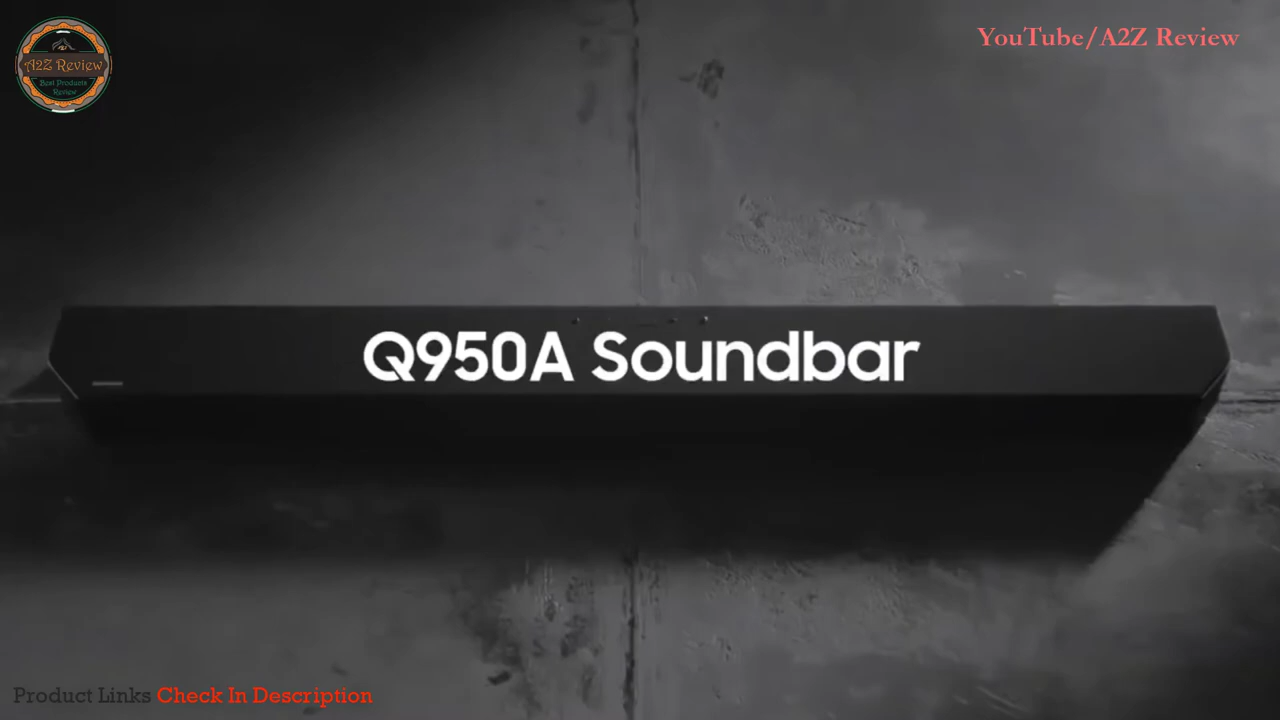 YouTube/A2Z Review
A2Z Review
Best Products
Review
Q950A Soundbar
Product Links Check In Description